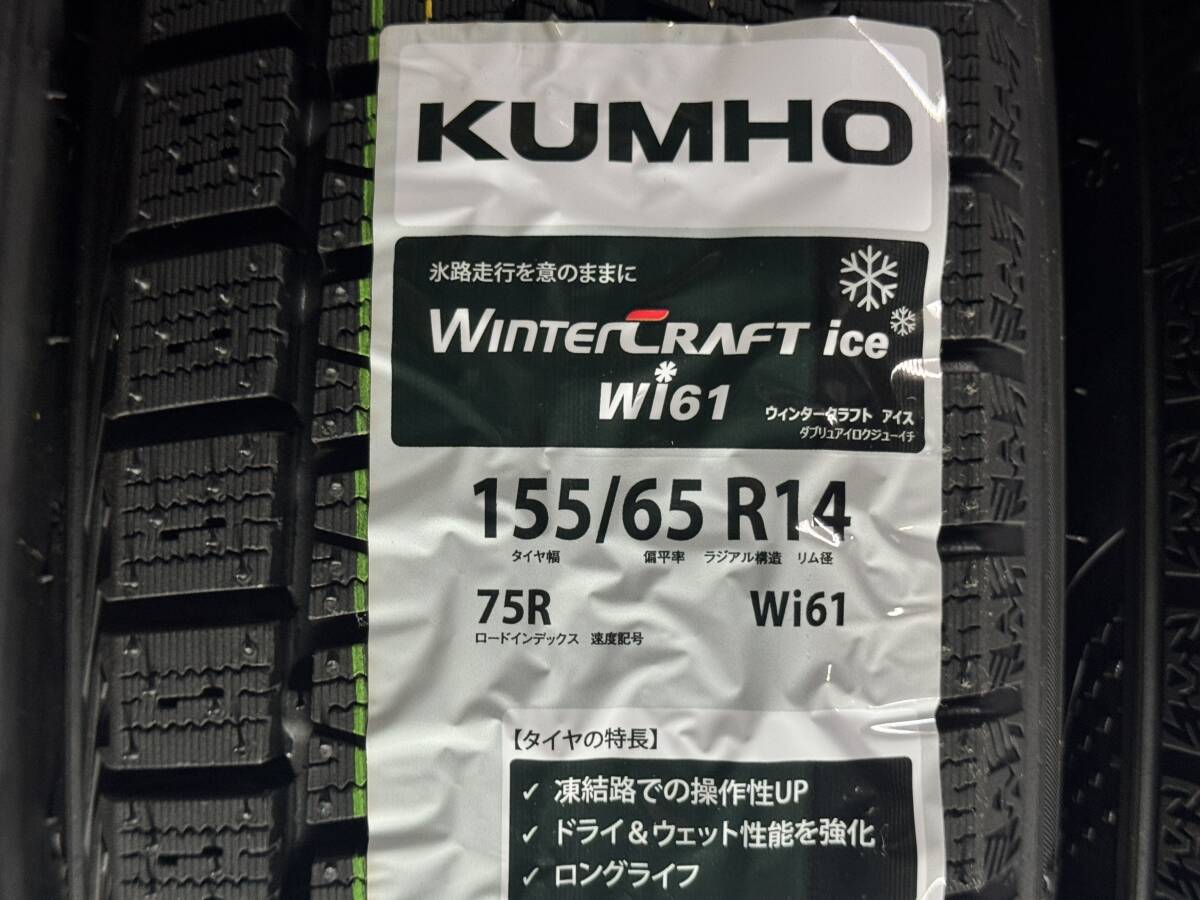 KUMHO
氷路走行を意のままに
WINTERCRAFT ice
Wi61
ウィンタークラフト アイス
ダブリュアイロクジューイチ
155/65 R14
タイヤ幅 偏平率 ラジアル構造 リム径
75R Wi61
ロードインデックス 速度記号
【タイヤの特長】
✓ 凍結路での操作性UP
✓ ドライ&ウェット性能を強化
✓ ロングライフ